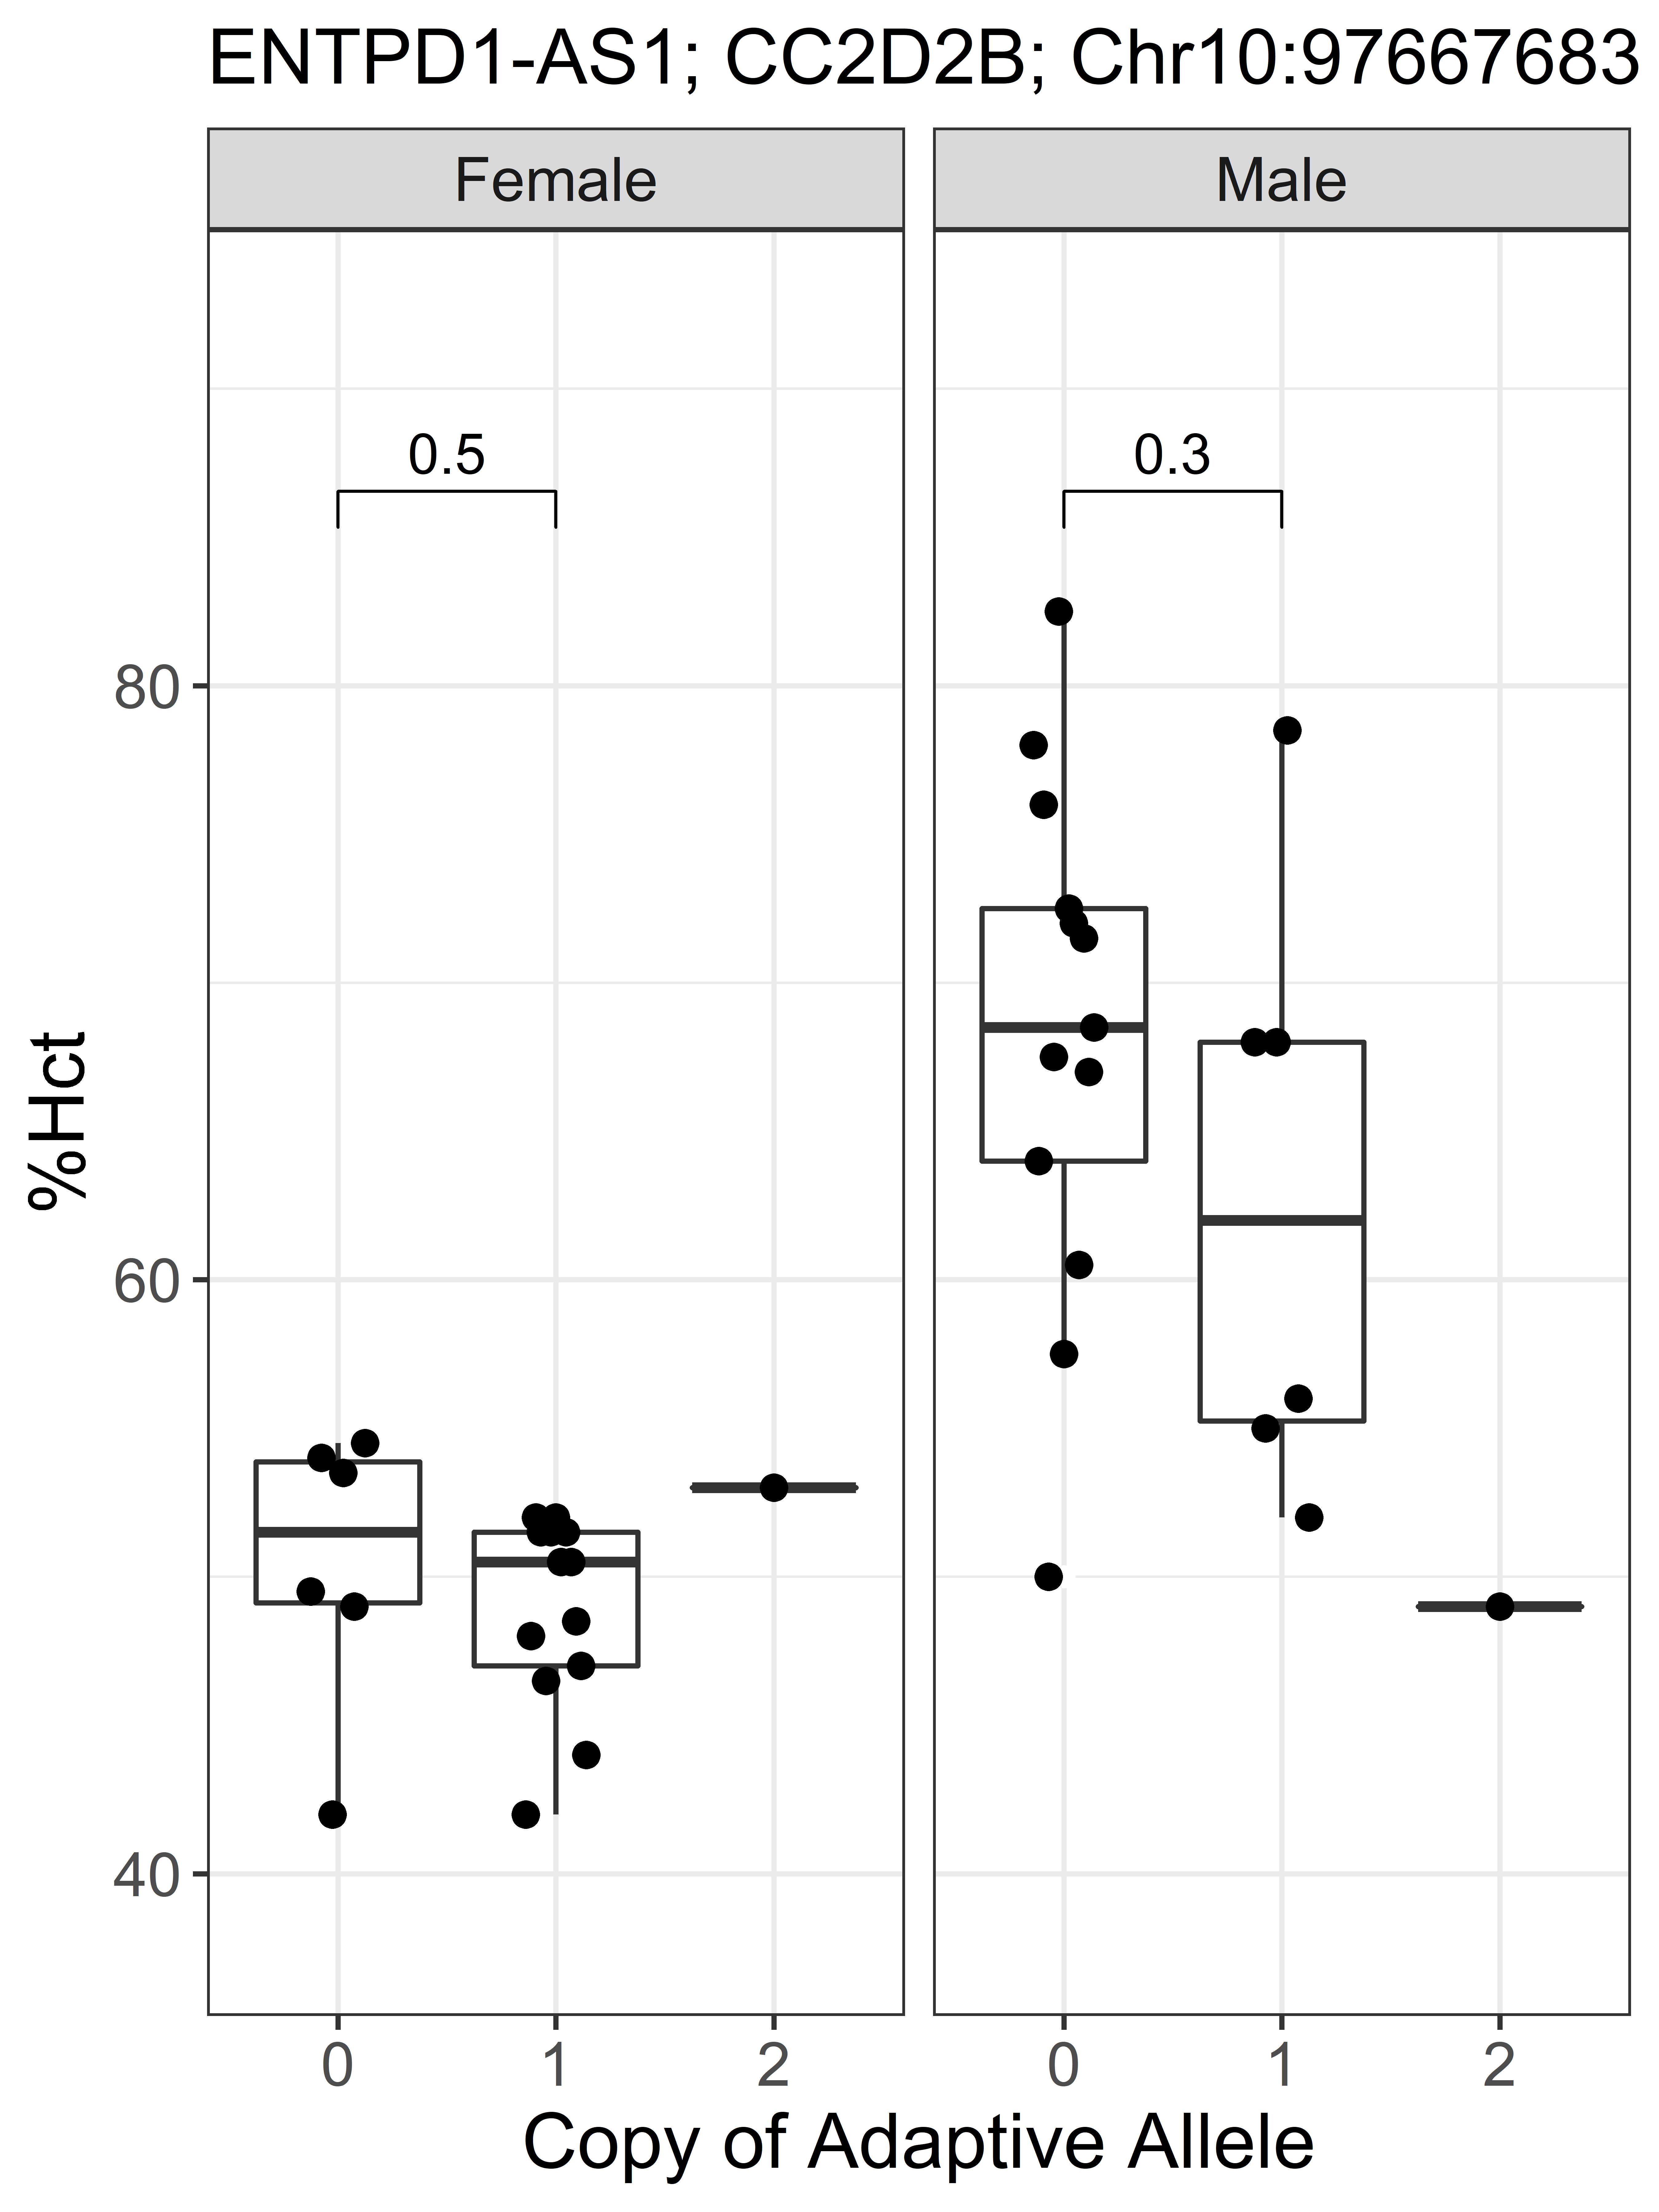 ENTPD1-AS1; CC2D2B; Chr10:97667683
Female Male
0.5 0.3
80
60
40
%Hct
0 1 2 0 1 2
Copy of Adaptive Allele